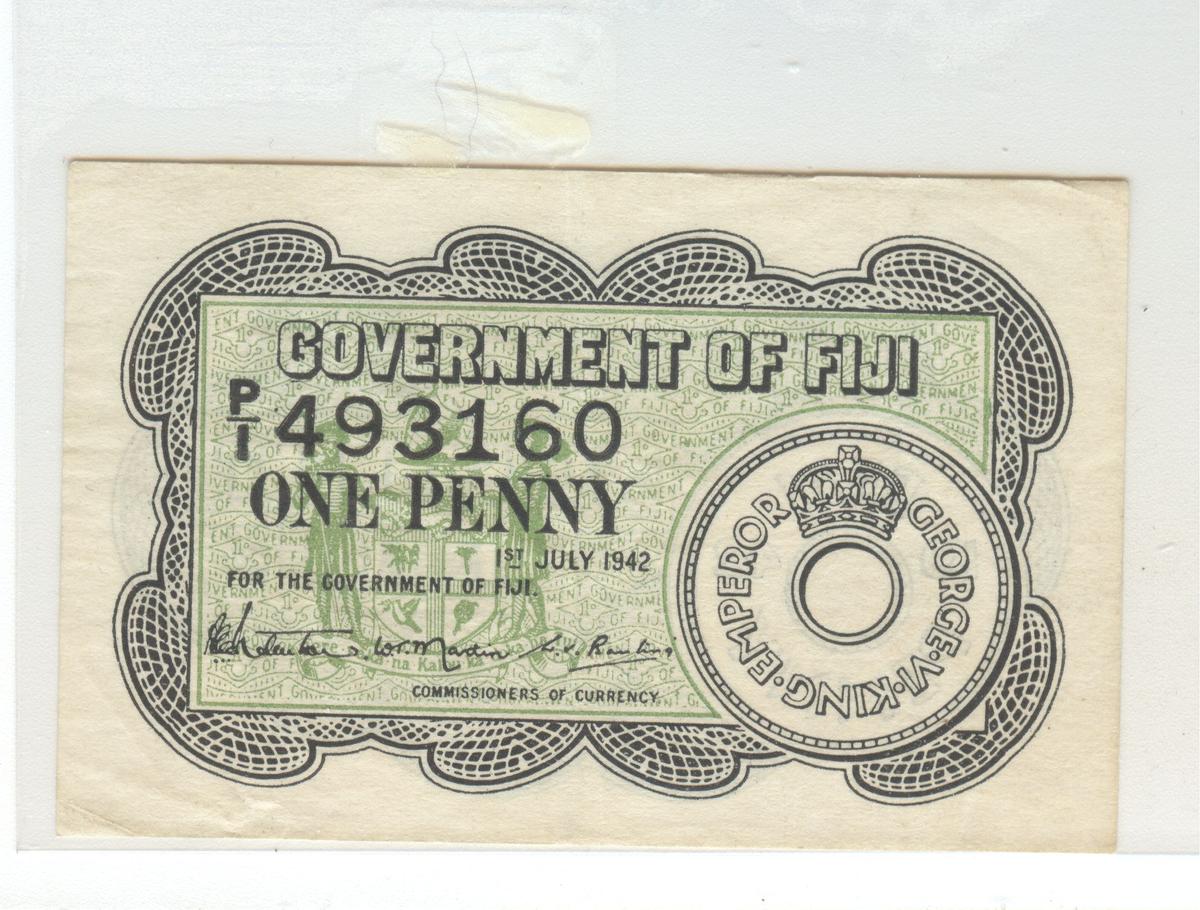 GOVERNMENT OF FIJI
P/1 493160
ONE PENNY
1ST JULY 1942
FOR THE GOVERNMENT OF FIJI.
COMMISSIONERS OF CURRENCY
GEORGE·VI·KING·EMPEROR